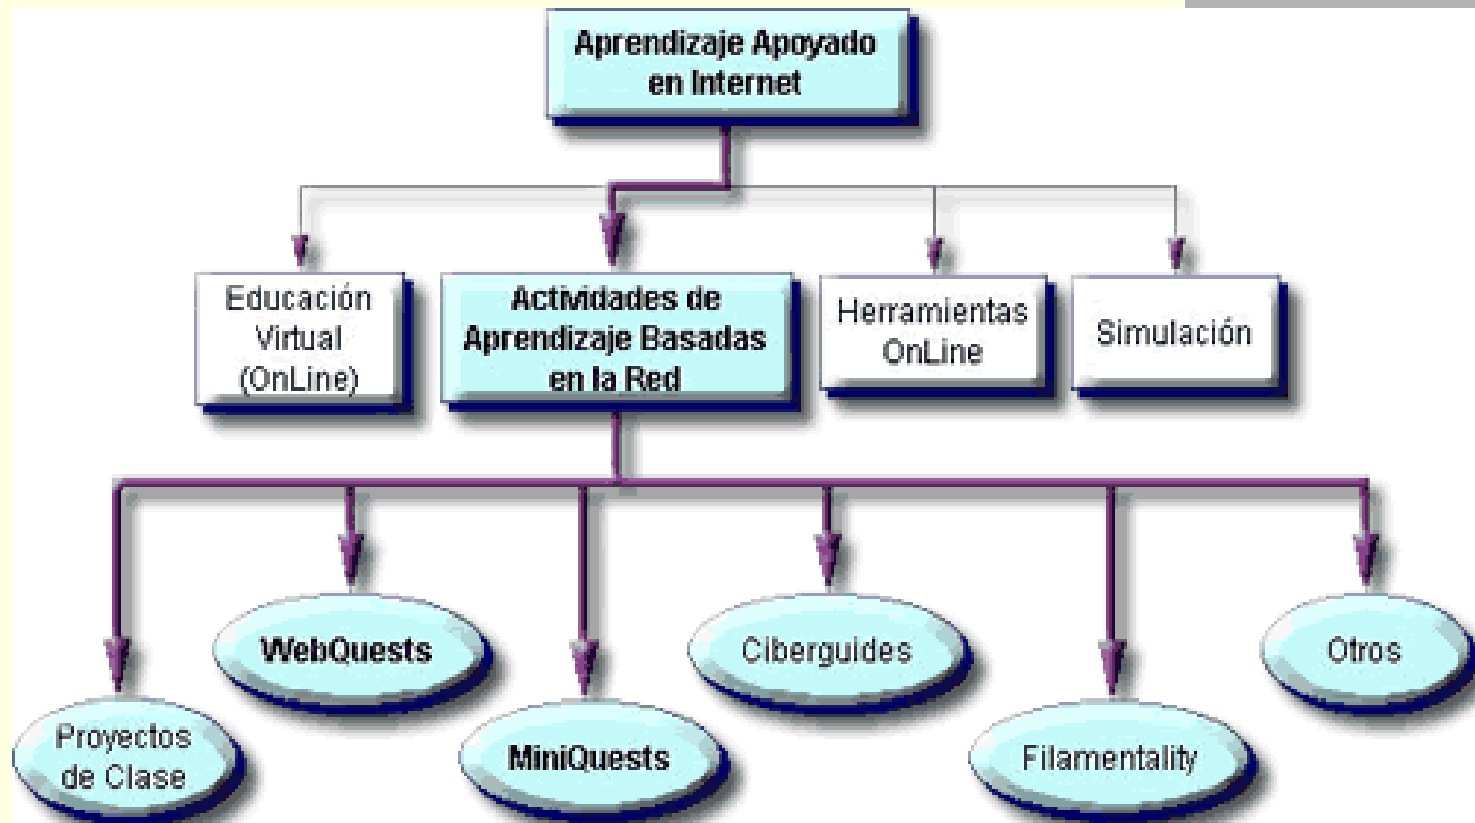 Aprendizaje Apoyado
en Internet
Educación
Virtual
(OnLine)
Actividades de
Aprendizaje Basadas
en la Red
Herramientas
OnLine
Simulación
WebQuests
Ciberguides
Otros
Proyectos
de Clase
MiniQuests
Filamentality